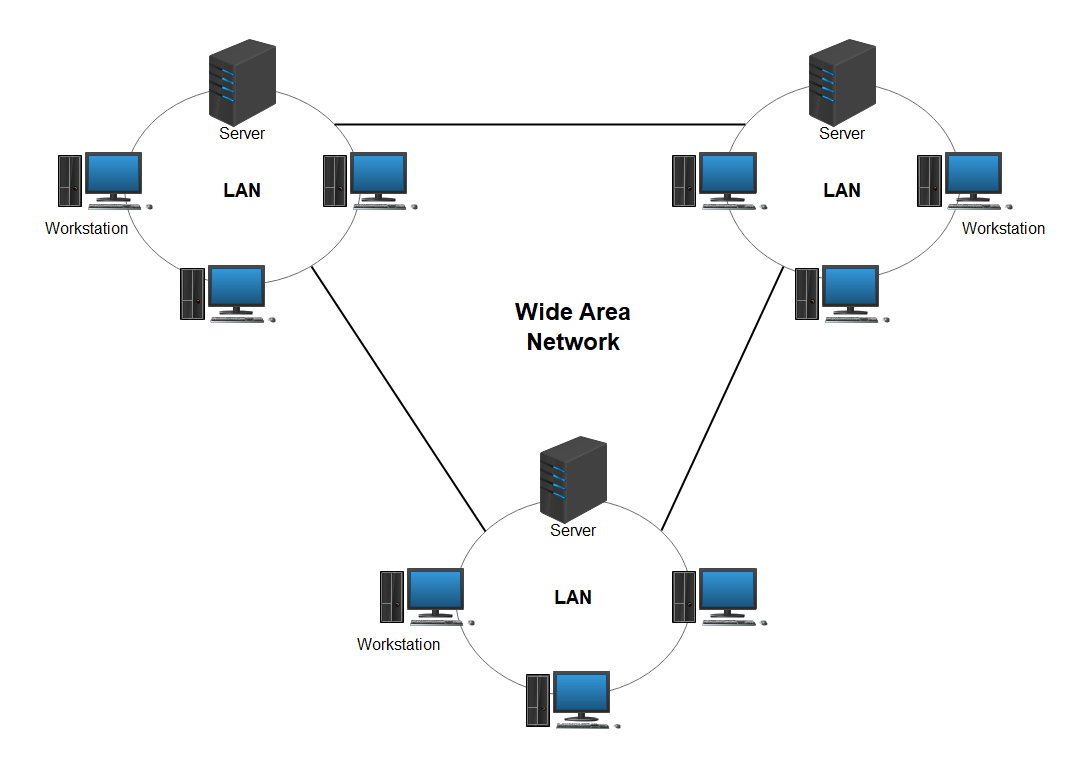 Server
Server
LAN
LAN
Workstation
Workstation
Wide Area
Network
Server
LAN
Workstation